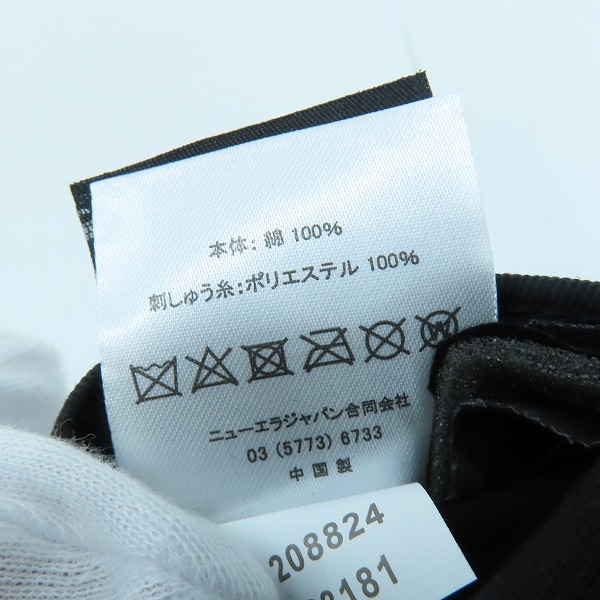 本体:綿 100%
刺しゅう糸:ポリエステル 100%
ニューエラジャパン合同会社
03 (5773) 6733
中国製
208824
8181